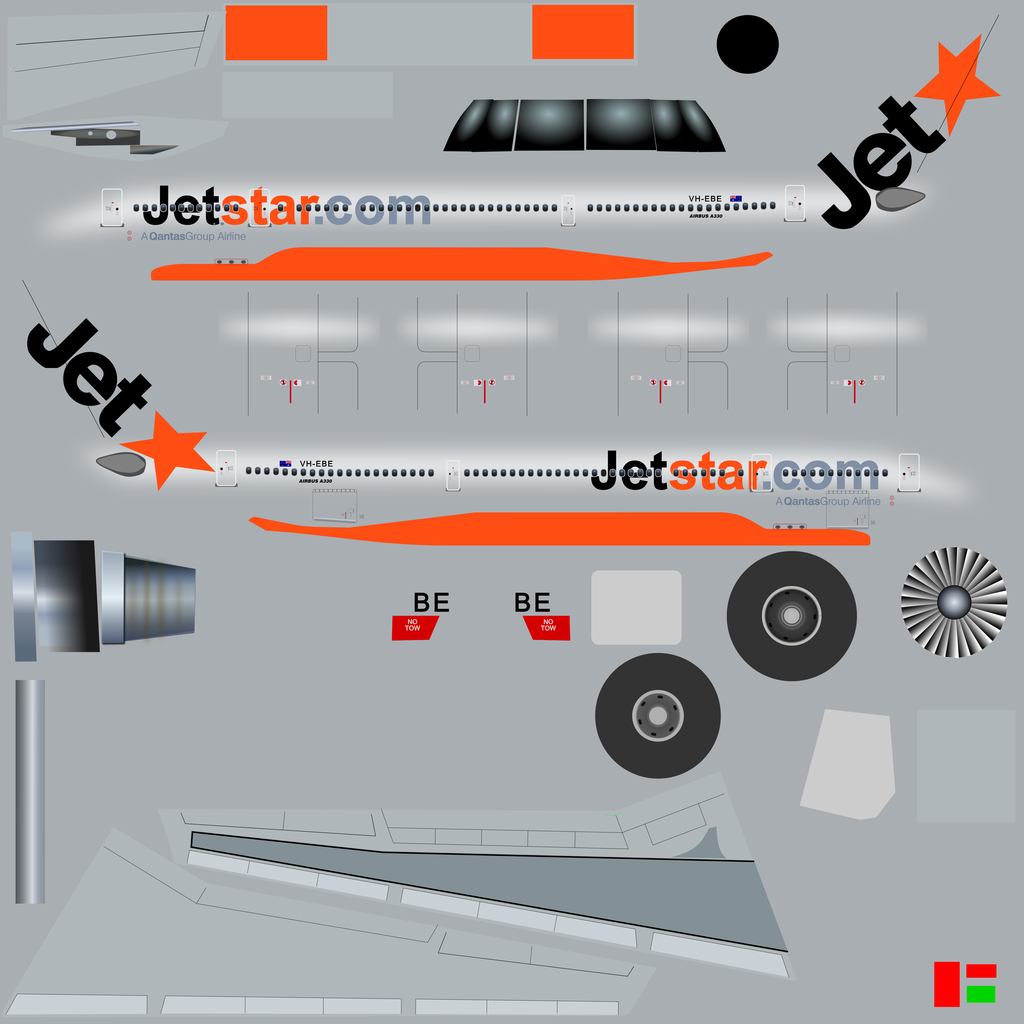 Jet
Jetstar.com
VH-EBE
AIRBUS A330
A QantasGroup Airline
Jet
VH-EBE
AIRBUS A330
Jetstar.com
A QantasGroup Airline
BE
BE
NO
TOW
NO
TOW